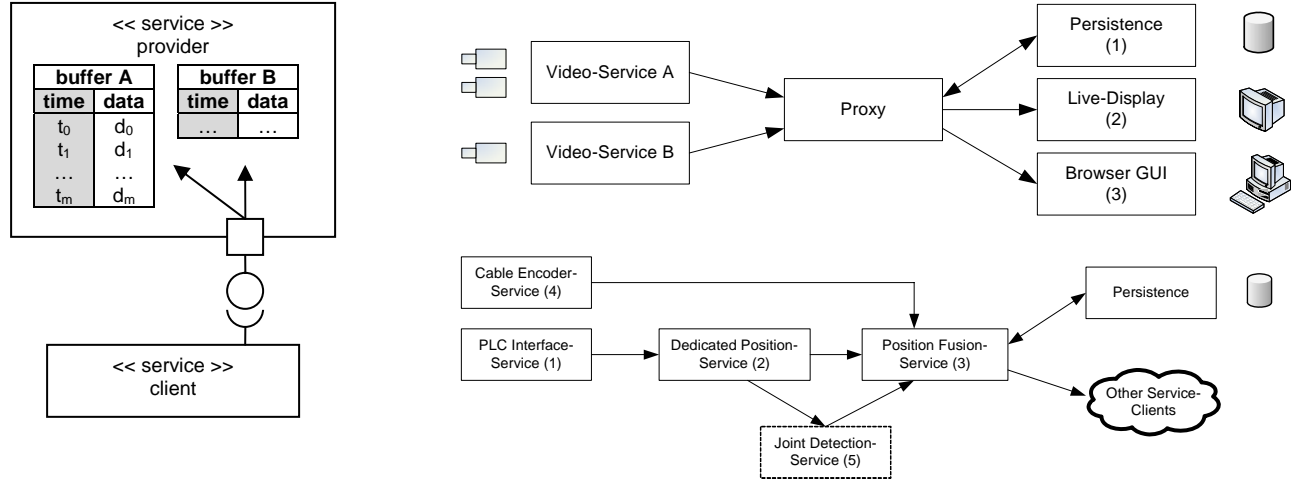 << service >>
provider
buffer A
time data
t0 d0
t1 d1
… …
tm dm
buffer B
time data
… …
<< service >>
client
Video-Service A
Video-Service B
Proxy
Persistence
(1)
Live-Display
(2)
Browser GUI
(3)
Cable Encoder-
Service (4)
PLC Interface-
Service (1)
Dedicated Position-
Service (2)
Position Fusion-
Service (3)
Joint Detection-
Service (5)
Persistence
Other Service-
Clients